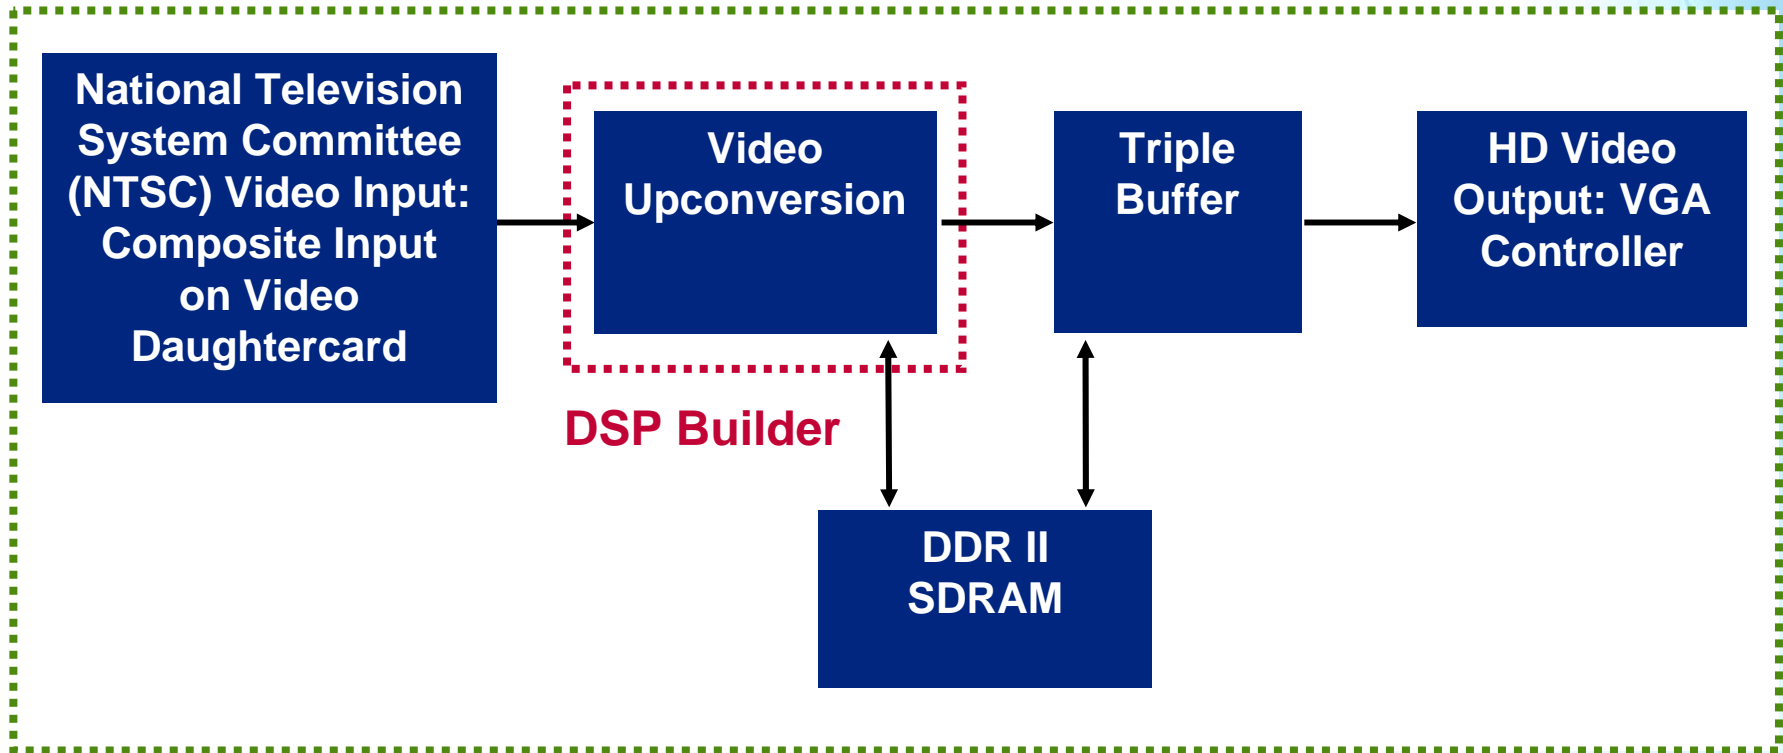 National Television
System Committee
(NTSC) Video Input:
Composite Input
on Video
Daughtercard
Video
Upconversion
Triple
Buffer
HD Video
Output: VGA
Controller
DSP Builder
DDR II
SDRAM